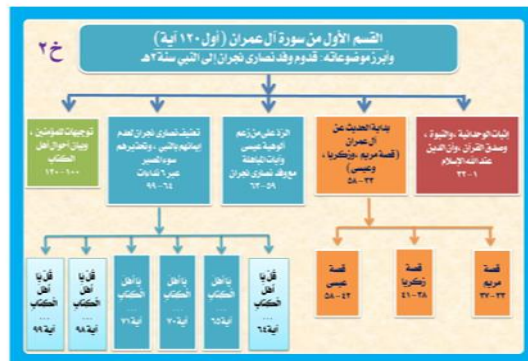 القسم الأول من سورة آل عمران (أول ١٢٠ آية)
وأبرز موضوعاته: قدوم وفد نصارى نجران إلى النبي سنة ٢هـ
خ٢
إثبات الوحدانية، والنبوة،
وصدق القرآن، وأن الدين
عند الله الإسلام
١-٣٢
بداية الحديث عن
آل عمران
(قصة مريم، وزكريا،
وعيسى)
٣٣-٥٨
الرد على من زعم
ألوهية عيسى
وآيات المباهلة
مع وفد نصارى نجران
٥٩-٦٣
تعنيف نصارى نجران لعدم
إيمانهم بالنبي، وتحذيرهم
سوء المصير
عبر ٦ نداءات
٦٤-٩٩
توجيهات للمؤمنين،
وبيان أحوال أهل
الكتاب
١٠٠-١٢٠
قصة
مريم
٣٣-٣٧
قصة
زكريا
٣٨-٤١
قصة
عيسى
٤٢-٥٨
قل يا
أهل
الكتاب
...
آية ٦٤
يا أهل
الكتاب
...
آية ٦٥
يا أهل
الكتاب
...
آية ٧٠
يا أهل
الكتاب
...
آية ٧١
قل يا
أهل
الكتاب
...
آية ٩٨
قل يا
أهل
الكتاب
...
آية ٩٩